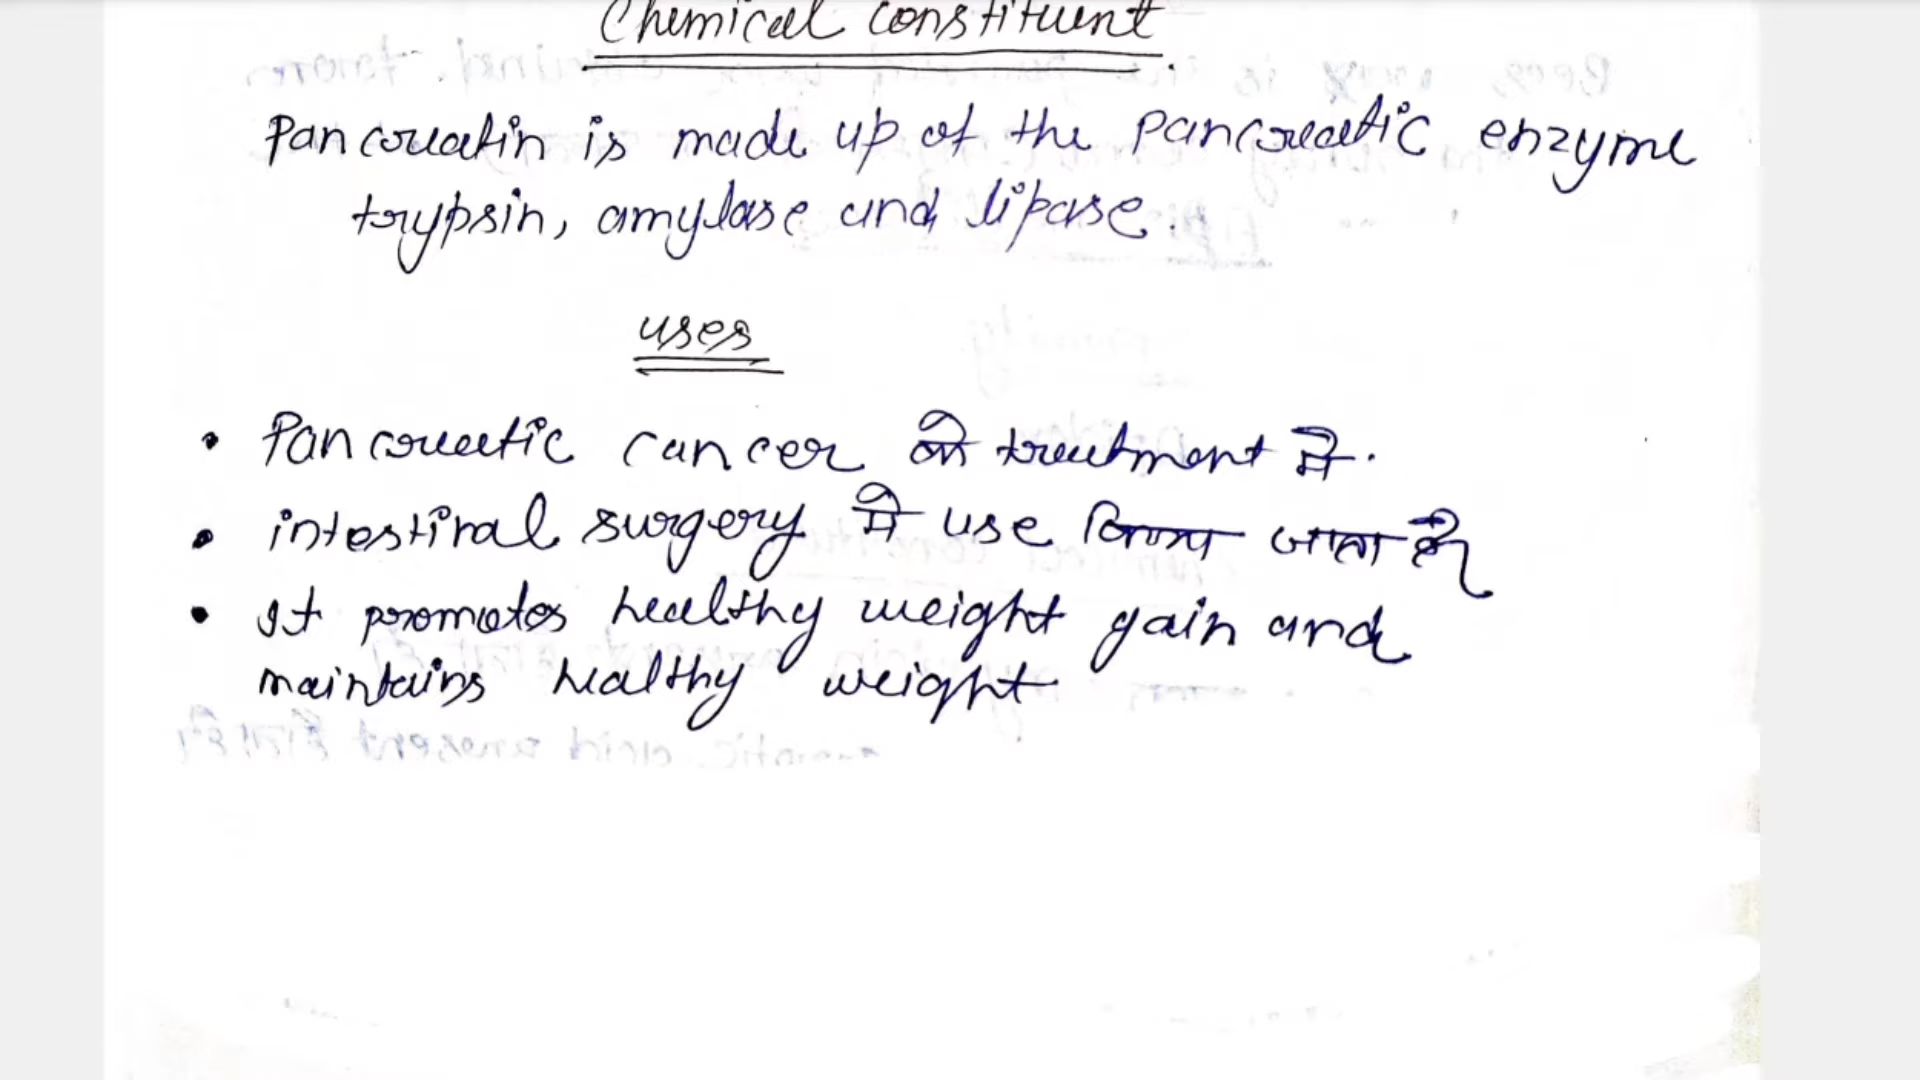 Chemical constituent
Pancreatin is made up of the pancreatic enzyme
trypsin, amylase and lipase.
uses
• Pancreatic cancer के treatment में.
• intestinal surgery में use किया जाता है
• It promotes healthy weight gain and
maintains healthy weight